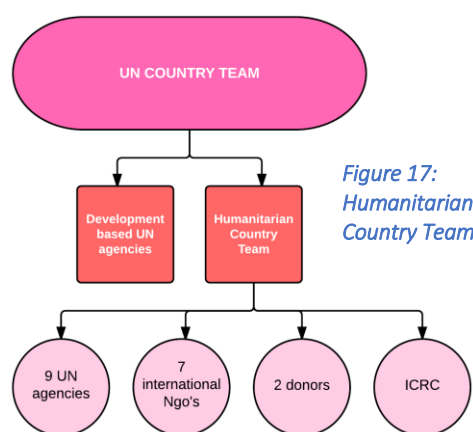 UN COUNTRY TEAM
Figure 17:
Humanitarian
Country Team
Development
based UN
agencies
Humanitarian
Country
Team
9 UN
agencies
7
international
Ngo's
2 donors
ICRC